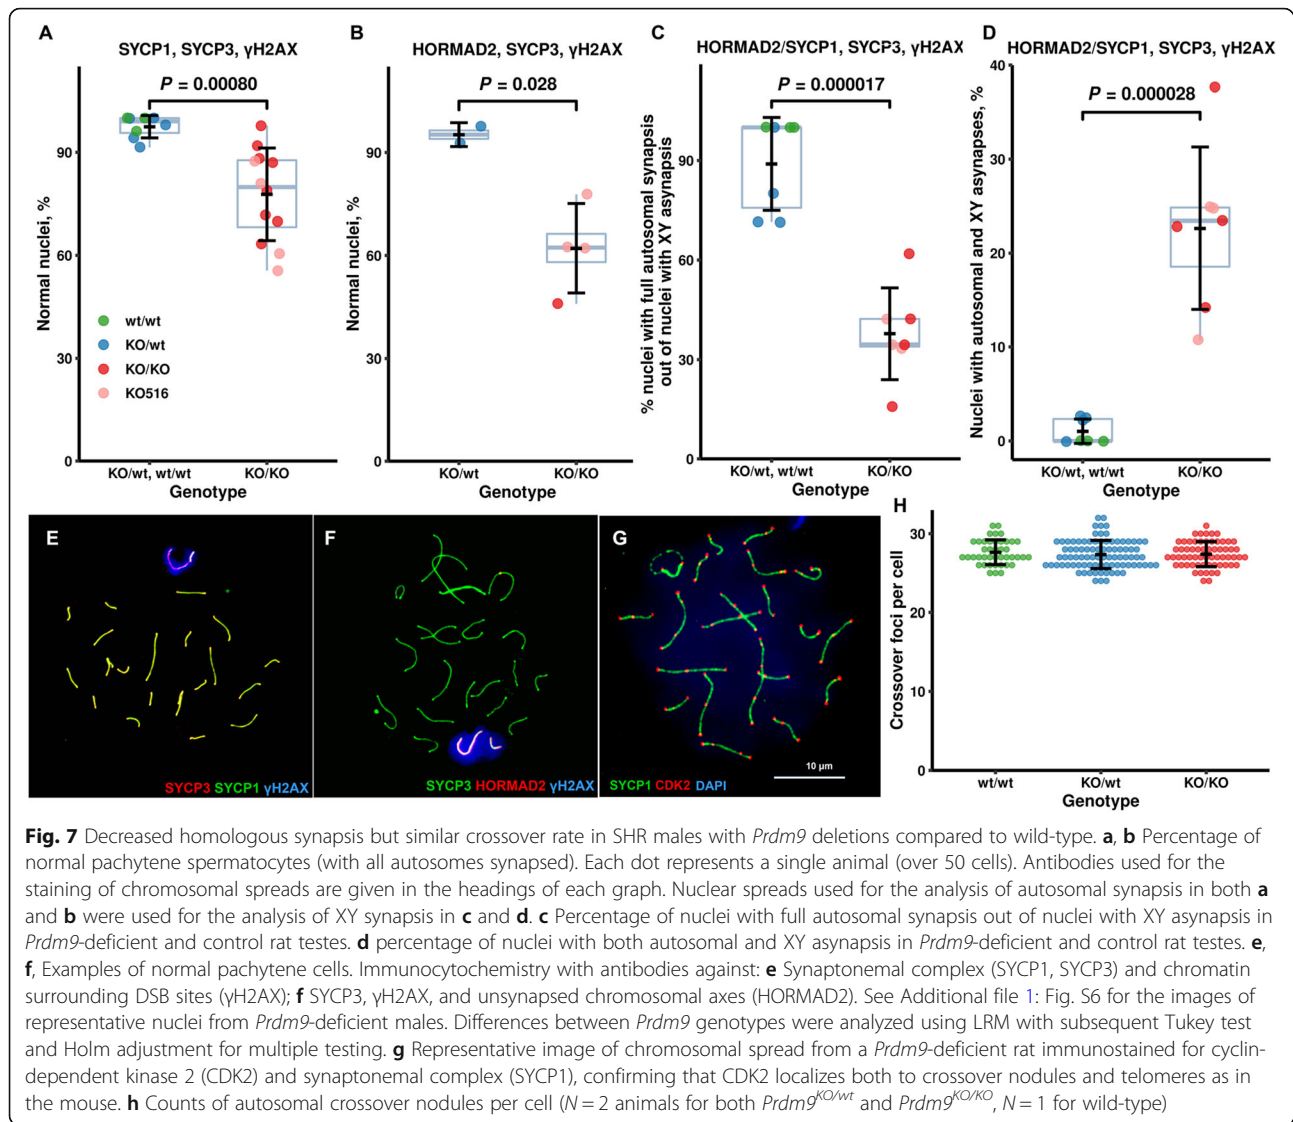 A
SYCP1, SYCP3, γH2AX
P = 0.00080
Normal nuclei, %
90
60
30
0
wt/wt
KO/wt
KO/KO
KO516
KO/wt, wt/wt
KO/KO
Genotype
B
HORMAD2, SYCP3, γH2AX
P = 0.028
Normal nuclei, %
90
60
30
0
KO/wt
KO/KO
Genotype
C
HORMAD2/SYCP1, SYCP3, γH2AX
P = 0.000017
% nuclei with full autosomal synapsis
out of nuclei with XY asynapsis
90
60
30
0
KO/wt, wt/wt
KO/KO
Genotype
D
HORMAD2/SYCP1, SYCP3, γH2AX
P = 0.000028
Nuclei with autosomal and XY asynapses, %
40
30
20
10
0
KO/wt, wt/wt
KO/KO
Genotype
E
SYCP3 SYCP1 γH2AX
F
SYCP3 HORMAD2 γH2AX
G
SYCP1 CDK2 DAPI
10 µm
H
Crossover foci per cell
30
20
10
0
wt/wt
KO/wt
KO/KO
Genotype
Fig. 7 Decreased homologous synapsis but similar crossover rate in SHR males with Prdm9 deletions compared to wild-type. a, b Percentage of
normal pachytene spermatocytes (with all autosomes synapsed). Each dot represents a single animal (over 50 cells). Antibodies used for the
staining of chromosomal spreads are given in the headings of each graph. Nuclear spreads used for the analysis of autosomal synapsis in both a
and b were used for the analysis of XY synapsis in c and d. c Percentage of nuclei with full autosomal synapsis out of nuclei with XY asynapsis in
Prdm9-deficient and control rat testes. d percentage of nuclei with both autosomal and XY asynapsis in Prdm9-deficient and control rat testes. e,
f, Examples of normal pachytene cells. Immunocytochemistry with antibodies against: e Synaptonemal complex (SYCP1, SYCP3) and chromatin
surrounding DSB sites (γH2AX); f SYCP3, γH2AX, and unsynapsed chromosomal axes (HORMAD2). See Additional file 1: Fig. S6 for the images of
representative nuclei from Prdm9-deficient males. Differences between Prdm9 genotypes were analyzed using LRM with subsequent Tukey test
and Holm adjustment for multiple testing. g Representative image of chromosomal spread from a Prdm9-deficient rat immunostained for cyclin-
dependent kinase 2 (CDK2) and synaptonemal complex (SYCP1), confirming that CDK2 localizes both to crossover nodules and telomeres as in
the mouse. h Counts of autosomal crossover nodules per cell (N = 2 animals for both Prdm9KO/wt and Prdm9KO/KO, N = 1 for wild-type)